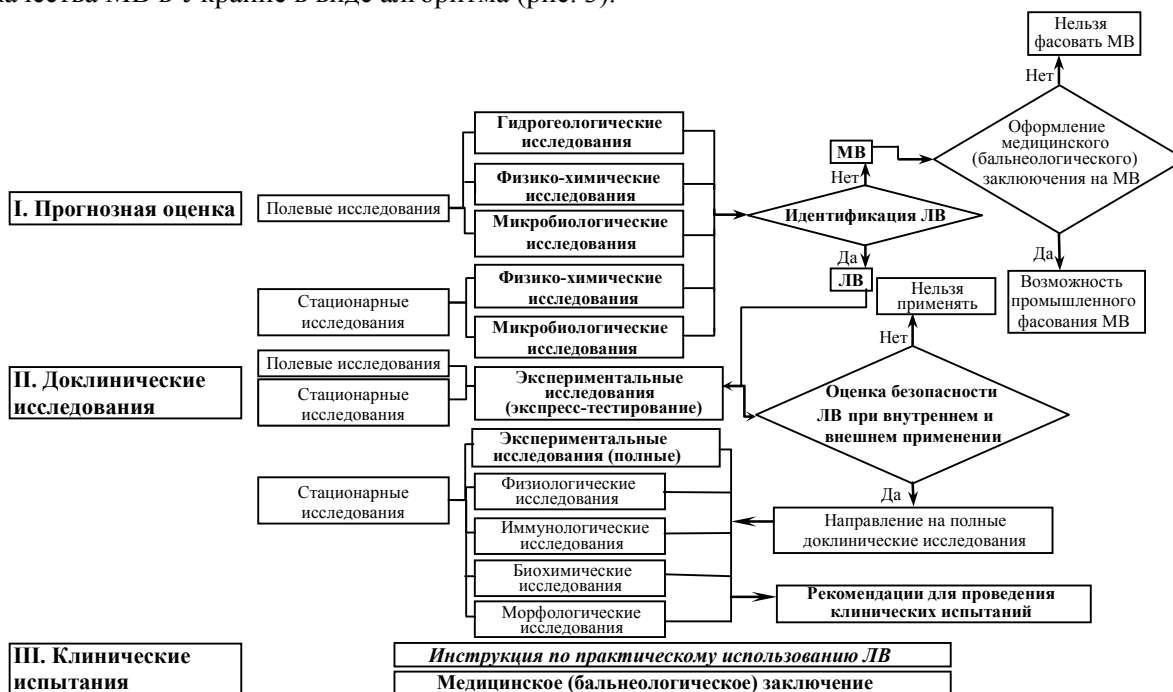 качества МВ в Украине в виде алгоритма (рис. 3).
Нельзя
фасовать МВ
Нет
Оформление
медицинского
(бальнеологического)
заклюючения на МВ
Да
Возможность
промышленного
фасования МВ
МВ
Нет
Идентификация ЛВ
Да
ЛВ
Нельзя
применять
Нет
Оценка безопасности
ЛВ при внутреннем и
внешнем применении
Да
Направление на полные
доклинические исследования
Рекомендации для проведения
клинических испытаний
I. Прогнозная оценка
Полевые исследования
Гидрогеологические
исследования
Физико-химические
исследования
Микробиологические
исследования
Стационарные
исследования
Физико-химические
исследования
Микробиологические
исследования
II. Доклинические
исследования
Полевые исследования
Стационарные
исследования
Экспериментальные
исследования
(экспресс-тестирование)
Стационарные
исследования
Экспериментальные
исследования (полные)
Физиологические
исследования
Иммунологические
исследования
Биохимические
исследования
Морфологические
исследования
III. Клинические
испытания
Инструкция по практическому использованию ЛВ
Медицинское (бальнеологическое) заключение